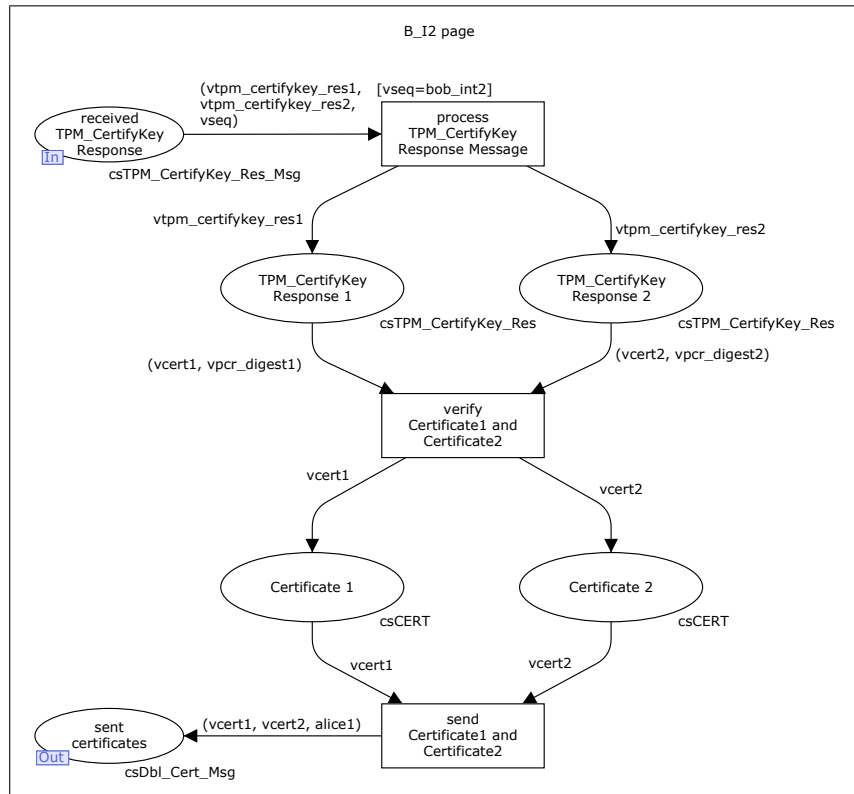 B_I2 page
(vtpm_certifykey_res1,
vtpm_certifykey_res2,
vseq)
[vseq=bob_int2]
received
TPM_CertifyKey
Response
In
csTPM_CertifyKey_Res_Msg
process
TPM_CertifyKey
Response Message
vtpm_certifykey_res1
vtpm_certifykey_res2
TPM_CertifyKey
Response 1
csTPM_CertifyKey_Res
TPM_CertifyKey
Response 2
csTPM_CertifyKey_Res
(vcert1, vpcr_digest1)
(vcert2, vpcr_digest2)
verify
Certificate1 and
Certificate2
vcert1
vcert2
Certificate 1
csCERT
Certificate 2
csCERT
vcert1
vcert2
sent
certificates
Out
csDbl_Cert_Msg
(vcert1, vcert2, alice1)
send
Certificate1 and
Certificate2